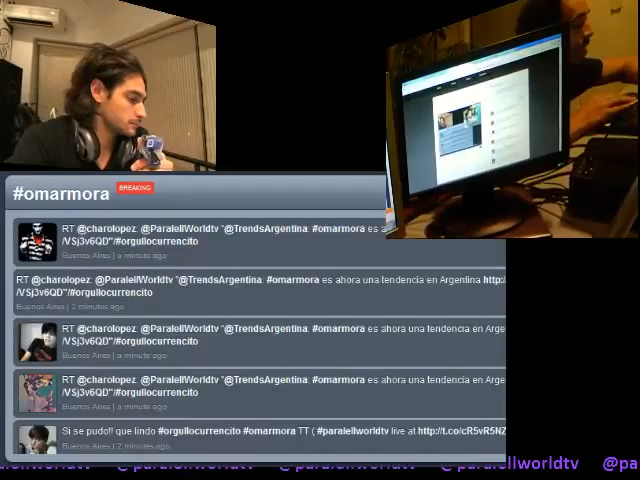 #omarmora BREAKING
RT @charolopez: @ParalellWorldtv "@TrendsArgentina: #omarmora es a
/VSj3v6QD"/#orgullocurrencito
Buenos Aires | a minute ago
RT @charolopez: @ParalellWorldtv "@TrendsArgentina: #omarmora es ahora una tendencia en Argentina http:
/VSj3v6QD"/#orgullocurrencito
Buenos Aires | 2 minutes ago
RT @charolopez: @ParalellWorldtv "@TrendsArgentina: #omarmora es ahora una tendencia en Arge
/VSj3v6QD"/#orgullocurrencito
Buenos Aires | a minute ago
RT @charolopez: @ParalellWorldtv "@TrendsArgentina: #omarmora es ahora una tendencia en Arge
/VSj3v6QD"/#orgullocurrencito
Buenos Aires | a minute ago
Si se pudo!! que lindo #orgullocurrencito #omarmora TT ( #paralellworldtv live at http://t.co/cR5vR5NZ
Buenos Aires | 2 minutes ago
@paralellworldtv @pa